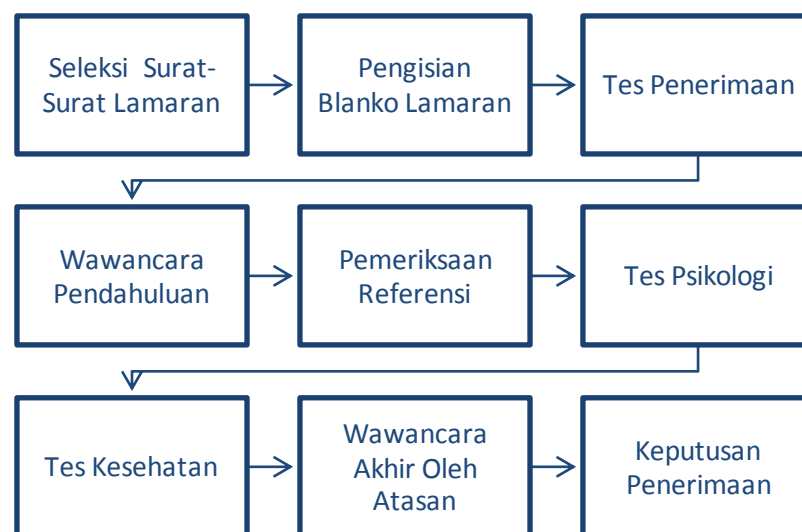 Seleksi Surat-
Surat Lamaran
Pengisian
Blanko Lamaran
Tes Penerimaan
Wawancara
Pendahuluan
Pemeriksaan
Referensi
Tes Psikologi
Tes Kesehatan
Wawancara
Akhir Oleh
Atasan
Keputusan
Penerimaan